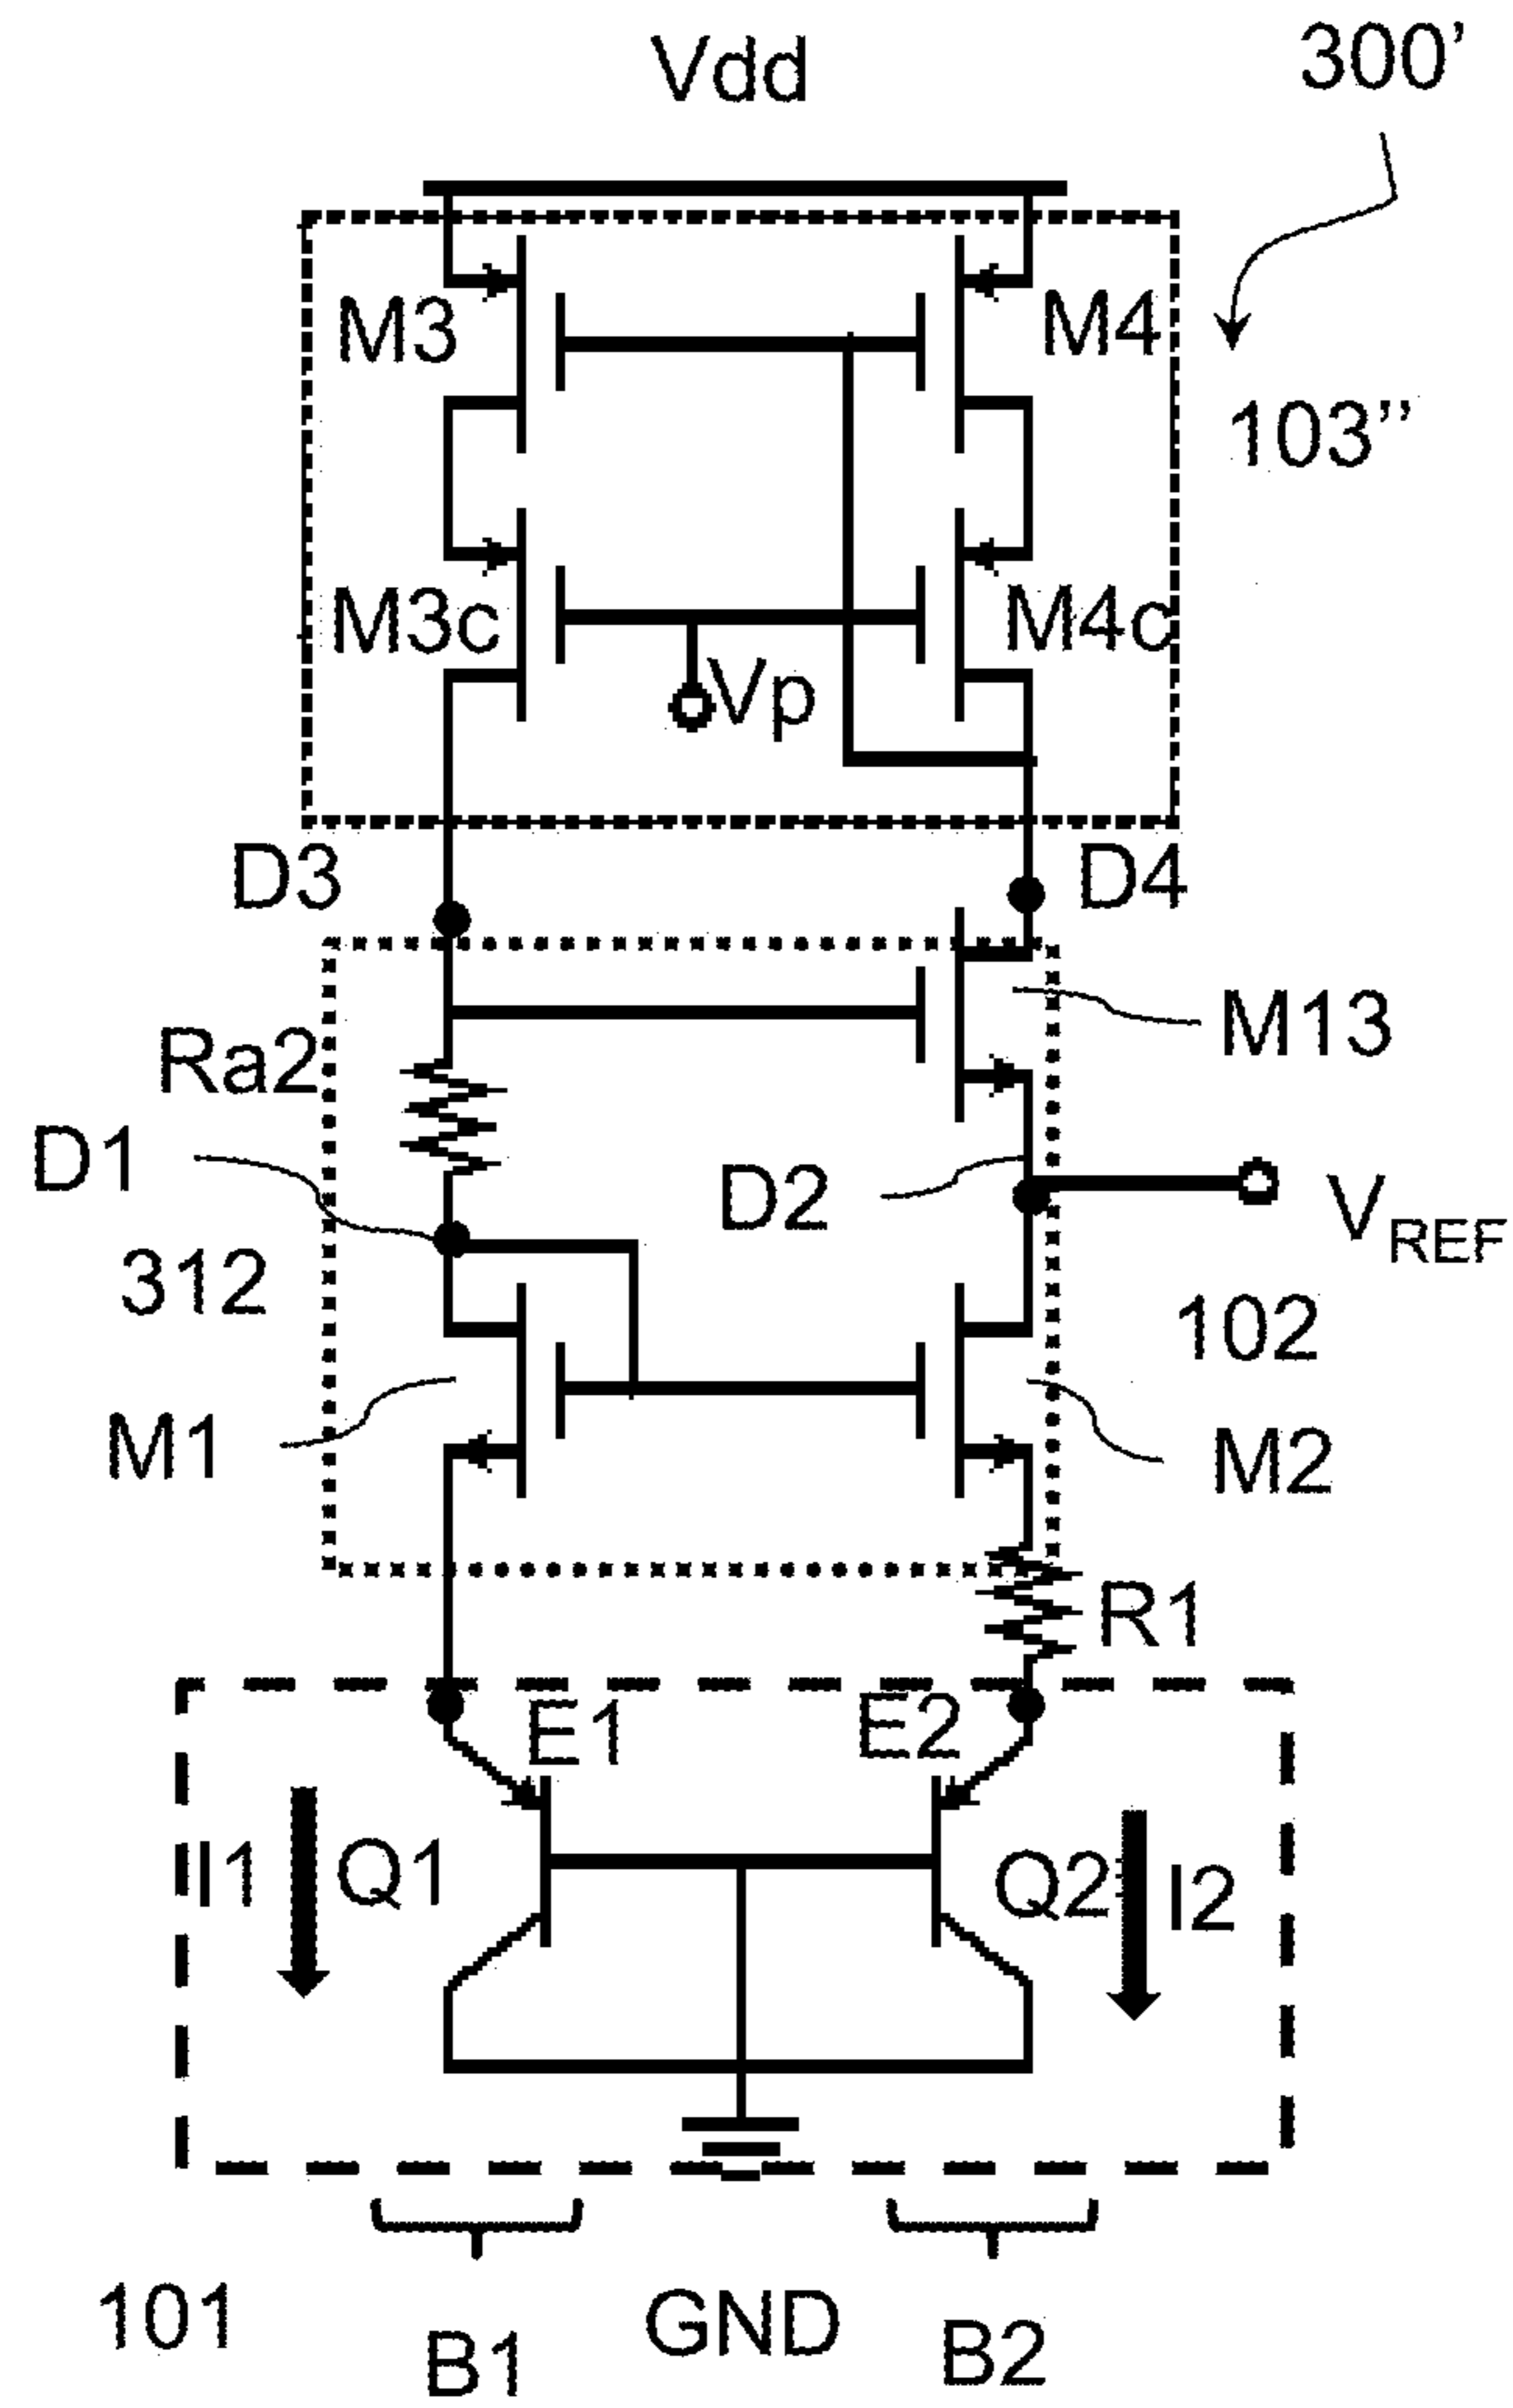 Vdd
300'
M3
M4
103"
M3c
M4c
Vp
D3
D4
Ra2
M13
D1
D2
VREF
312
102
M1
M2
R1
E1
E2
I1
Q1
Q2
I2
101
B1
GND
B2